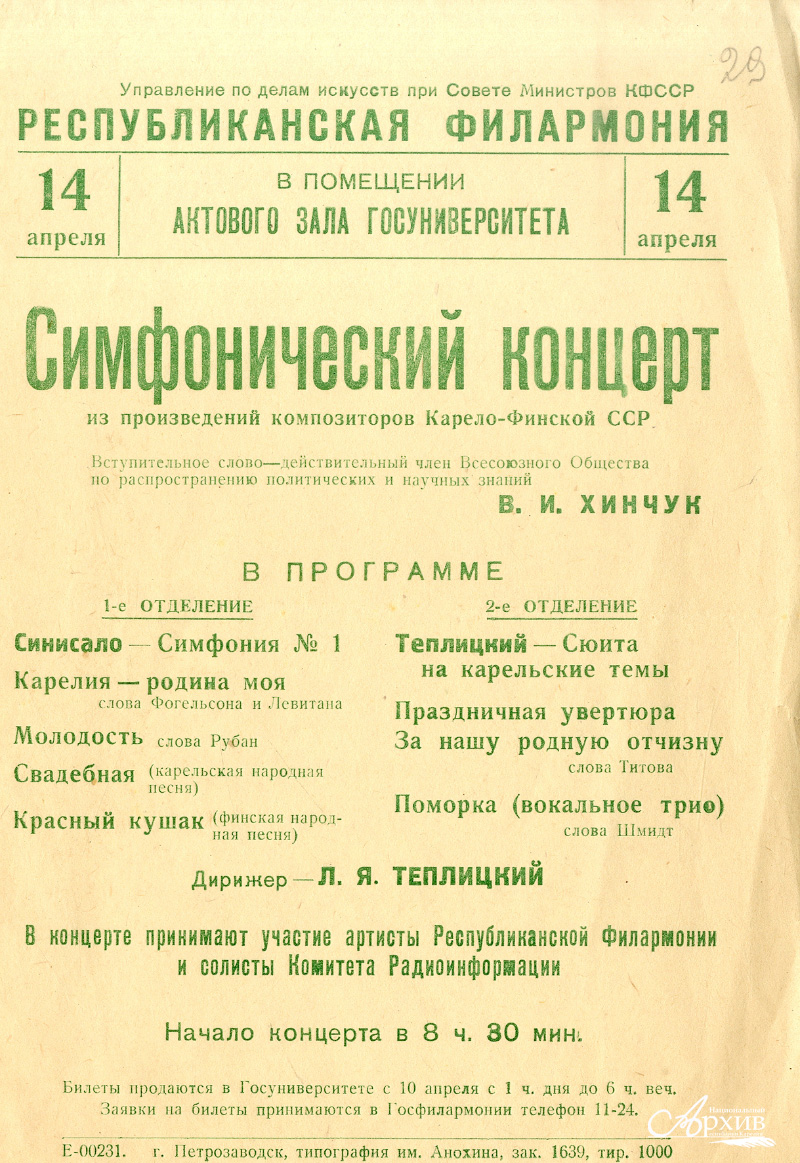 29
Управление по делам искусств при Совете Министров КФССР
РЕСПУБЛИКАНСКАЯ ФИЛАРМОНИЯ
14 апреля
В ПОМЕЩЕНИИ
АКТОВОГО ЗАЛА ГОСУНИВЕРСИТЕТА
14 апреля
Симфонический концерт
из произведений композиторов Карело-Финской ССР
Вступительное слово—действительный член Всесоюзного Общества
по распространению политических и научных знаний
В. И. ХИНЧУК
В ПРОГРАММЕ
1-е ОТДЕЛЕНИЕ
Синисало — Симфония № 1
Карелия — родина моя
слова Фогельсона и Левитана
Молодость слова Рубан
Свадебная (карельская народная
песня)
Красный кушак (финская народ-
ная песня)
2-е ОТДЕЛЕНИЕ
Теплицкий — Сюита
на карельские темы
Праздничная увертюра
За нашу родную отчизну
слова Титова
Поморка (вокальное трио)
слова Шмидт
Дирижер — Л. Я. ТЕПЛИЦКИЙ
В концерте принимают участие артисты Республиканской Филармонии
и солисты Комитета Радиоинформации
Начало концерта в 8 ч. 30 мин.
Билеты продаются в Госуниверситете с 10 апреля с 1 ч. дня до 6 ч. веч.
Заявки на билеты принимаются в Госфилармонии телефон 11-24.
Е-00231. г. Петрозаводск, типография им. Анохина, зак. 1639, тир. 1000
Национальный
Архив